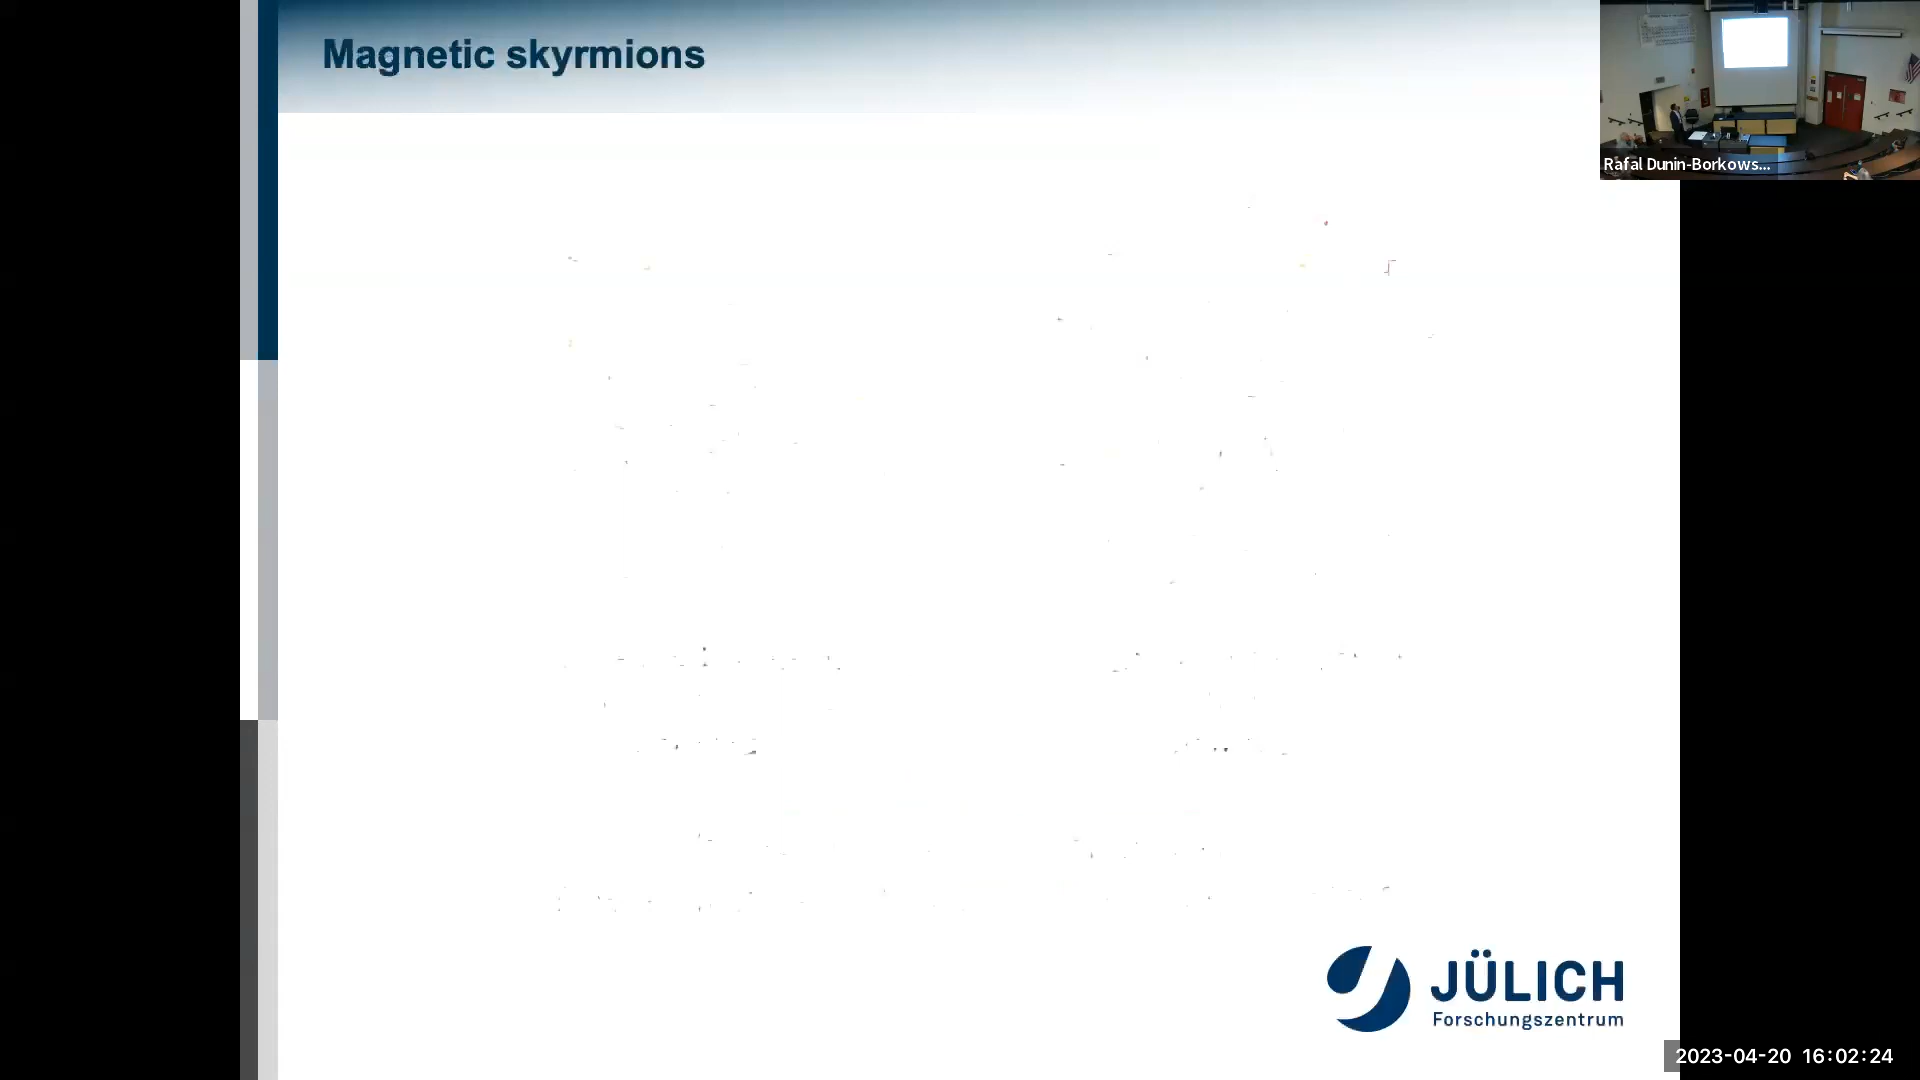 Magnetic skyrmions
Rafal Dunin-Borkows...
JÜLICH
Forschungszentrum
2023-04-20 16:02:24